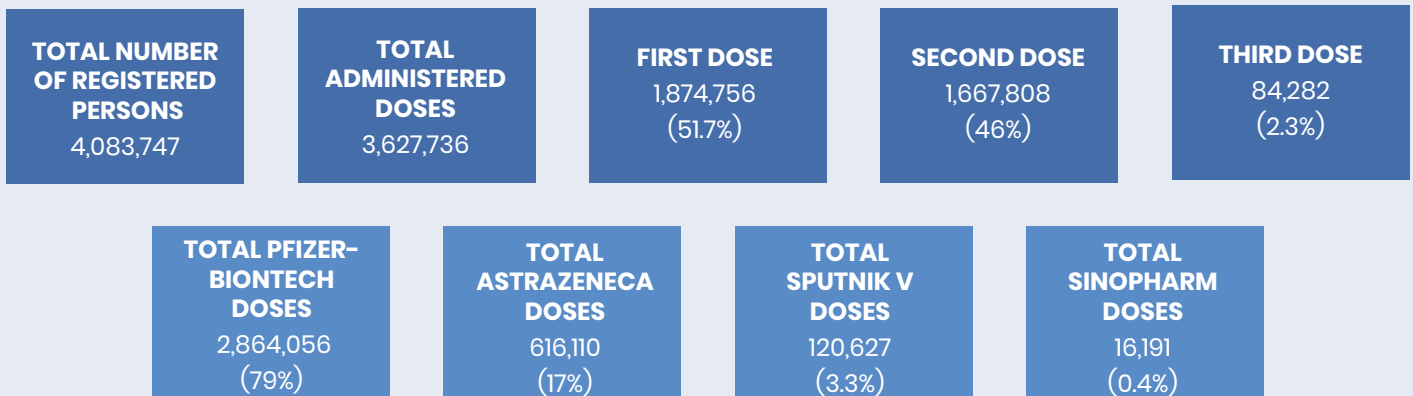 TOTAL NUMBER
OF REGISTERED
PERSONS
4,083,747
TOTAL
ADMINISTERED
DOSES
3,627,736
FIRST DOSE
1,874,756
(51.7%)
SECOND DOSE
1,667,808
(46%)
THIRD DOSE
84,282
(2.3%)
TOTAL PFIZER-
BIONTECH
DOSES
2,864,056
(79%)
TOTAL
ASTRAZENECA
DOSES
616,110
(17%)
TOTAL
SPUTNIK V
DOSES
120,627
(3.3%)
TOTAL
SINOPHARM
DOSES
16,191
(0.4%)